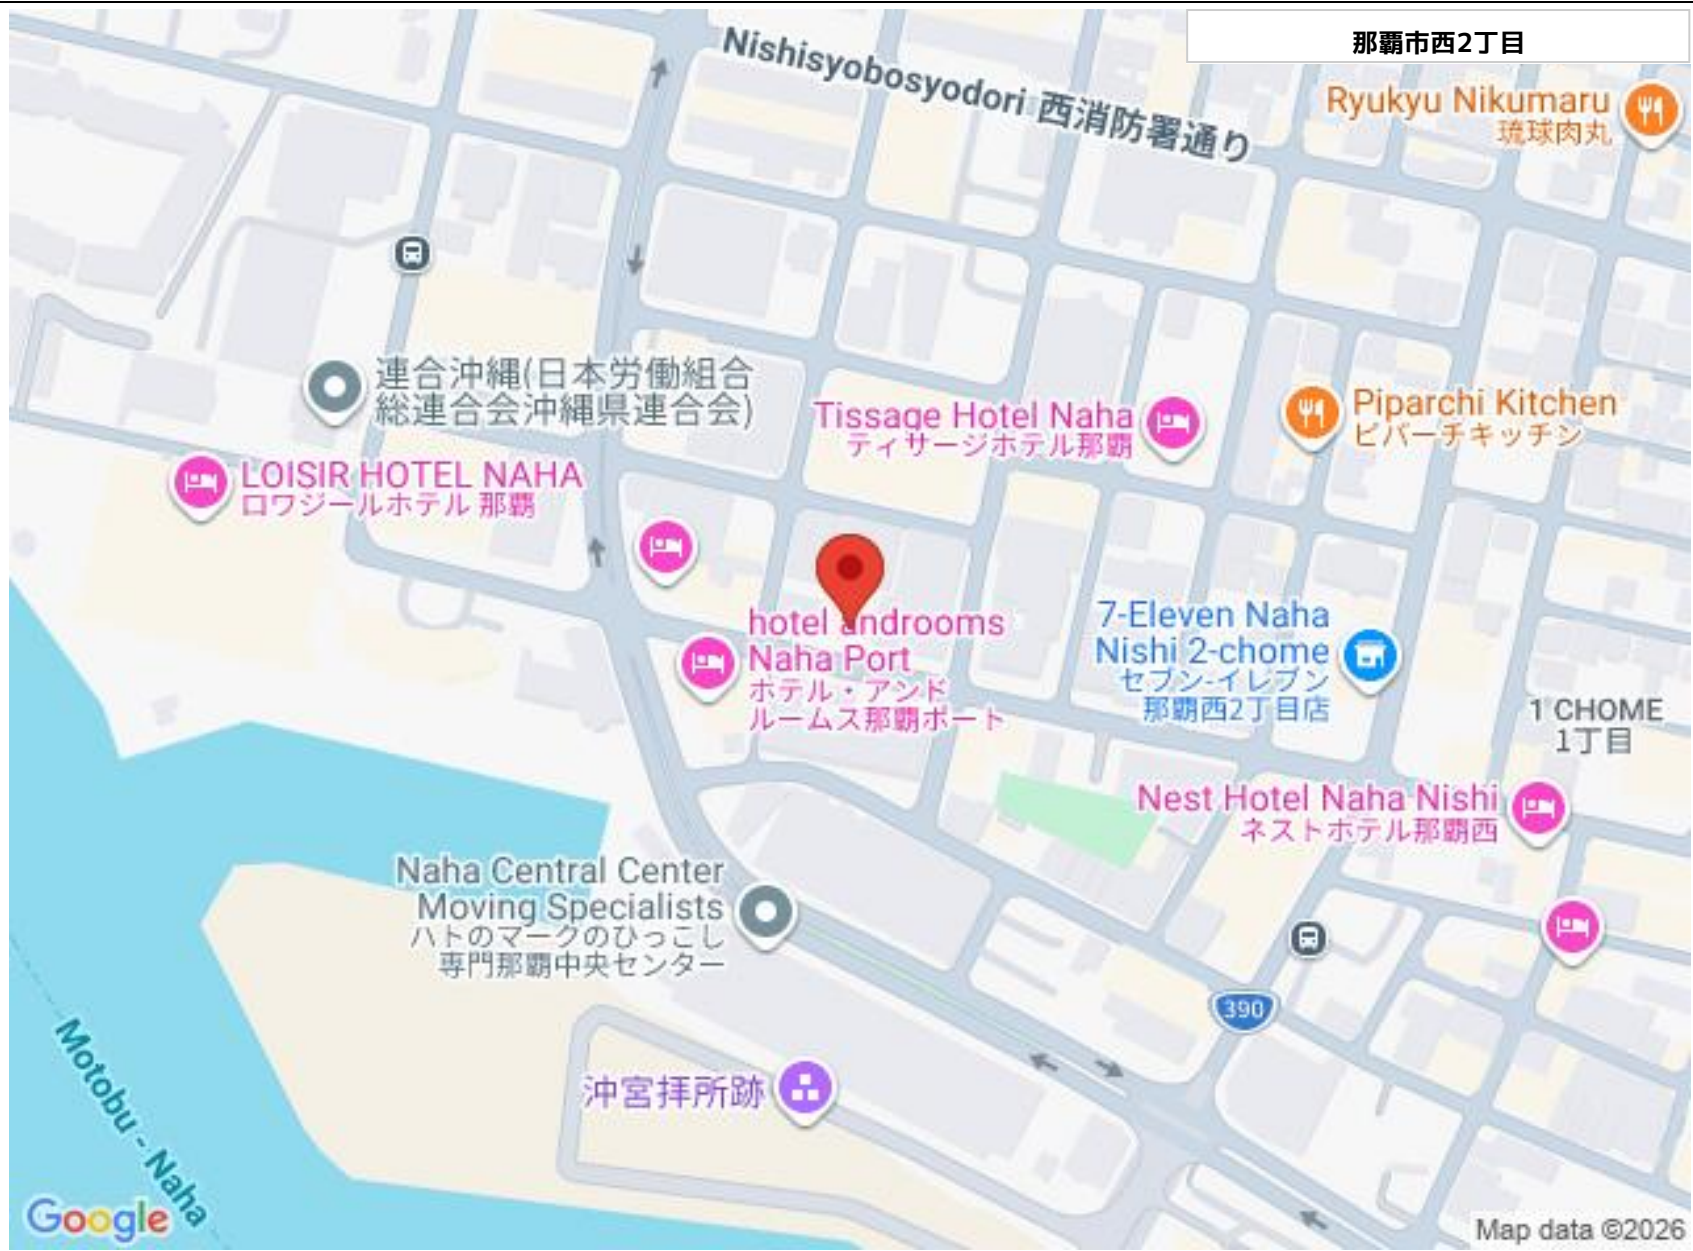 那覇市西2丁目
Nishisyobosyodori 西消防署通り
Ryukyu Nikumaru
琉球肉丸
連合沖縄(日本労働組合
総連合会沖縄県連合会)
Tissage Hotel Naha
ティサージホテル那覇
Piparchi Kitchen
ピパーチキッチン
LOISIR HOTEL NAHA
ロワジールホテル 那覇
hotel androoms
Naha Port
ホテル・アンド
ルームス那覇ポート
7-Eleven Naha
Nishi 2-chome
セブン-イレブン
那覇西2丁目店
1 CHOME
1丁目
Nest Hotel Naha Nishi
ネストホテル那覇西
Naha Central Center
Moving Specialists
ハトのマークのひっこし
専門那覇中央センター
390
沖宮拝所跡
Motobu - Naha
Google
Map data ©2026